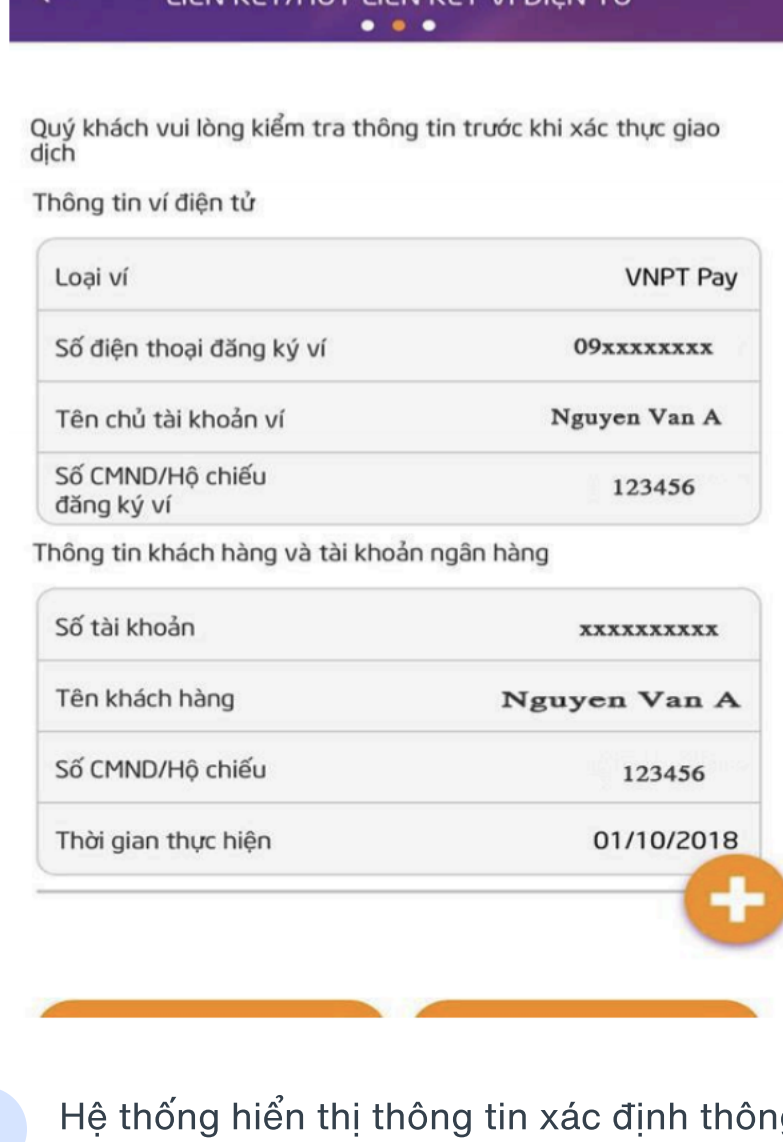 Quý khách vui lòng kiểm tra thông tin trước khi xác thực giao
dịch
Thông tin ví điện tử
Loại ví VNPT Pay
Số điện thoại đăng ký ví 09xxxxxxxx
Tên chủ tài khoản ví Nguyen Van A
Số CMND/Hộ chiếu
đăng ký ví 123456
Thông tin khách hàng và tài khoản ngân hàng
Số tài khoản xxxxxxxxxx
Tên khách hàng Nguyen Van A
Số CMND/Hộ chiếu 123456
Thời gian thực hiện 01/10/2018
Hệ thống hiển thị thông tin xác định